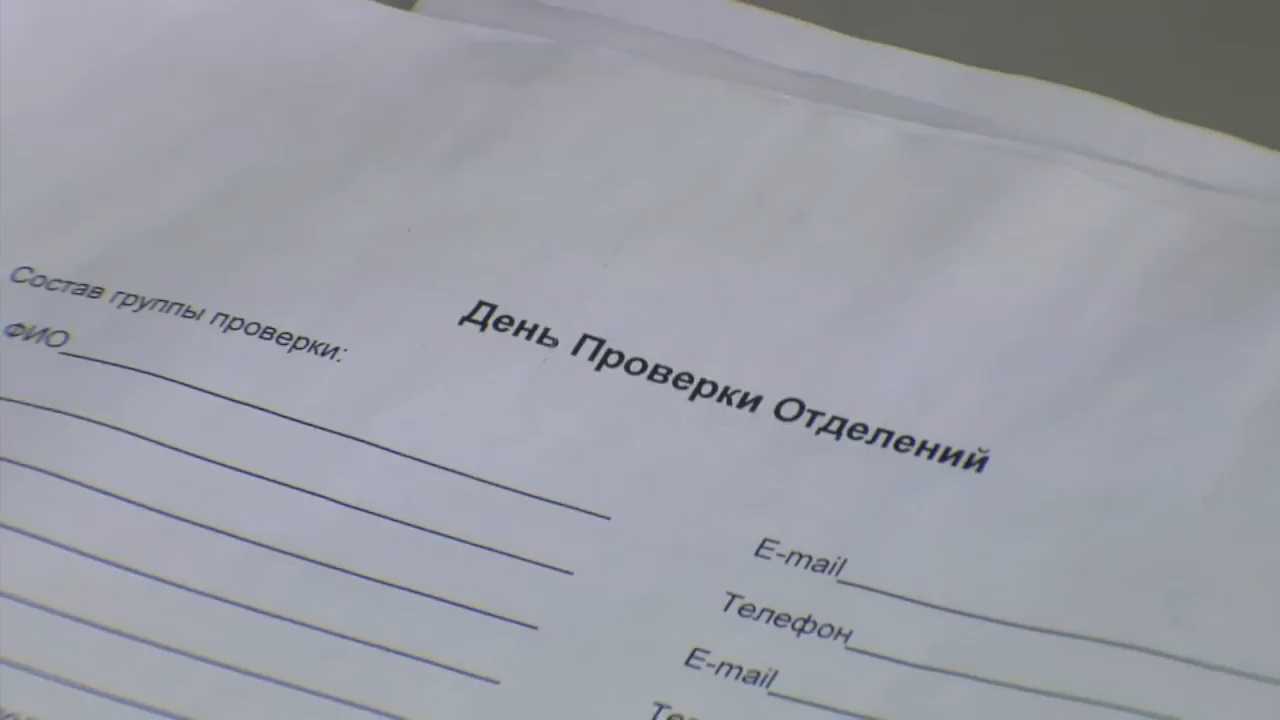 День Проверки Отделений
Состав группы проверки:
ФИО
E-mail
Телефон
E-mail